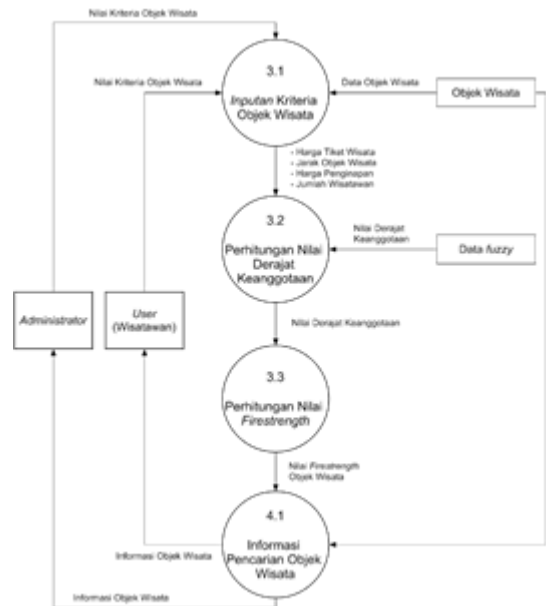 Nilai Kriteria Objek Wisata
3.1
Inputan Kriteria
Objek Wisata
Nilai Kriteria Objek Wisata
Data Objek Wisata
Objek Wisata
- Harga Tiket Wisata
- Jarak Objek Wisata
- Harga Penginapan
- Jumlah Wisatawan
3.2
Perhitungan Nilai
Derajat
Keanggotaan
Nilai Derajat
Keanggotaan
Data fuzzy
Administrator
User
(Wisatawan)
Nilai Derajat Keanggotaan
3.3
Perhitungan Nilai
Firestrength
Nilai Firestrength
Objek Wisata
4.1
Informasi
Pencarian Objek
Wisata
Informasi Objek Wisata
Informasi Objek Wisata